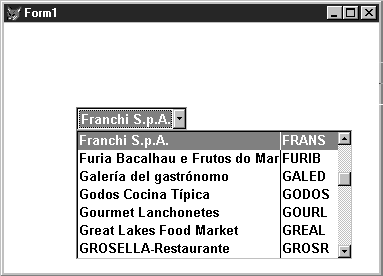 Form1
Franchi S.p.A.
Franchi S.p.A. FRANS
Furia Bacalhau e Frutos do Mar FURIB
Galería del gastrónomo GALED
Godos Cocina Típica GODOS
Gourmet Lanchonetes GOURL
Great Lakes Food Market GREAL
GROSELLA-Restaurante GROSR